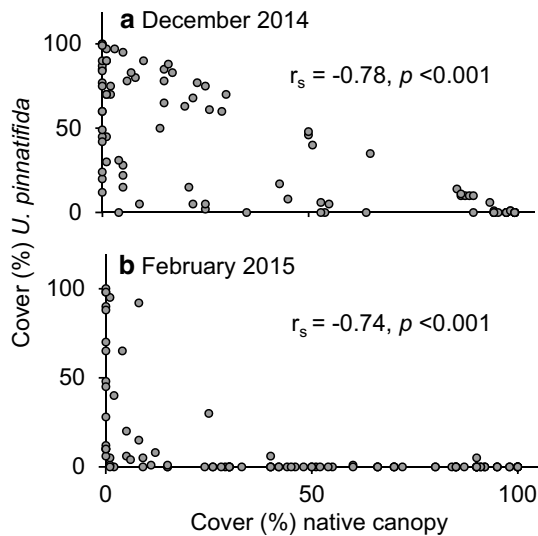 a December 2014
100
r_s = -0.78, p <0.001
50
0
Cover (%) U. pinnatifida
b February 2015
100
r_s = -0.74, p <0.001
50
0
0 50 100
Cover (%) native canopy